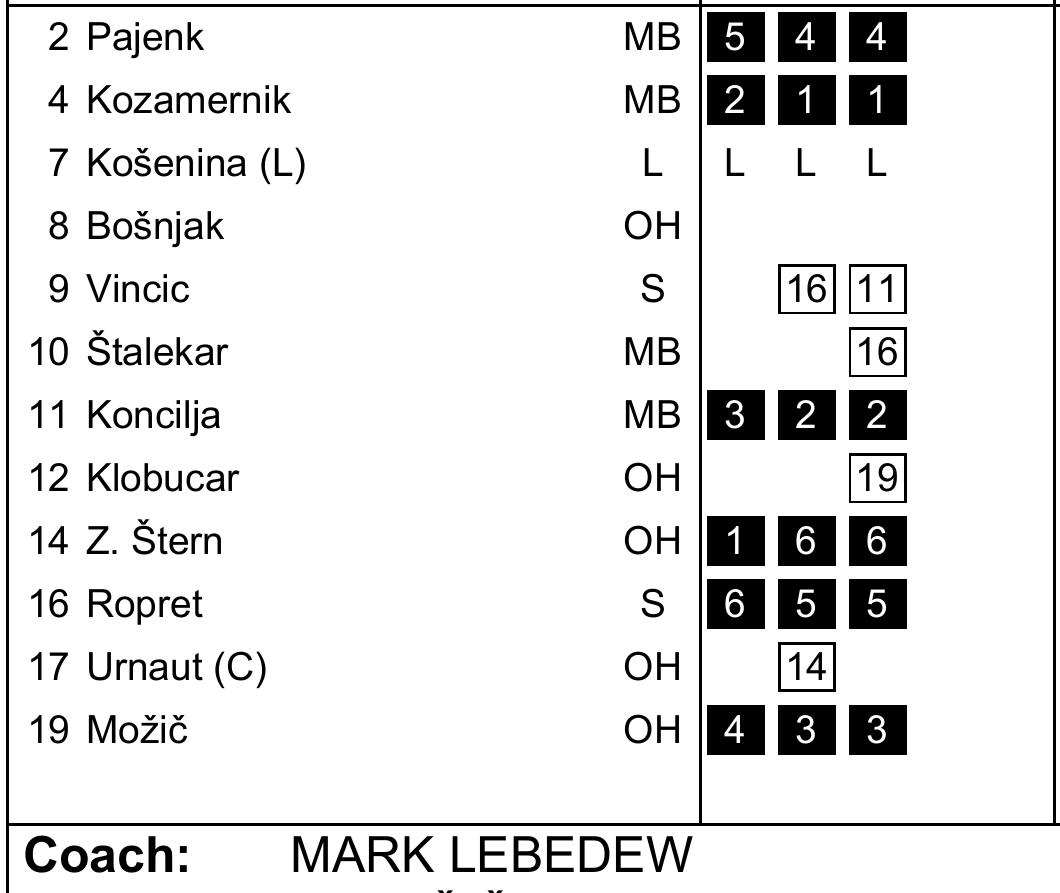 2 Pajenk MB 5 4 4
4 Kozamernik MB 2 1 1
7 Košenina (L) L L L L
8 Bošnjak OH
9 Vincic S 16 11
10 Štalekar MB 16
11 Koncilja MB 3 2 2
12 Klobucar OH 19
14 Z. Štern OH 1 6 6
16 Ropret S 6 5 5
17 Urnaut (C) OH 14
19 Možič OH 4 3 3
Coach: MARK LEBEDEW